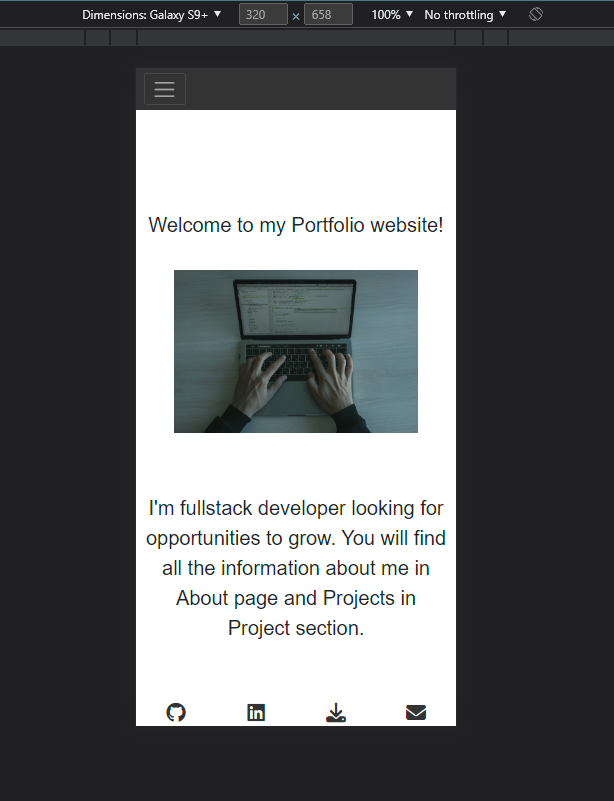 Dimensions: Galaxy S9+ 320 × 658 100% No throttling
Welcome to my Portfolio website!
I'm fullstack developer looking for
opportunities to grow. You will find
all the information about me in
About page and Projects in
Project section.
in